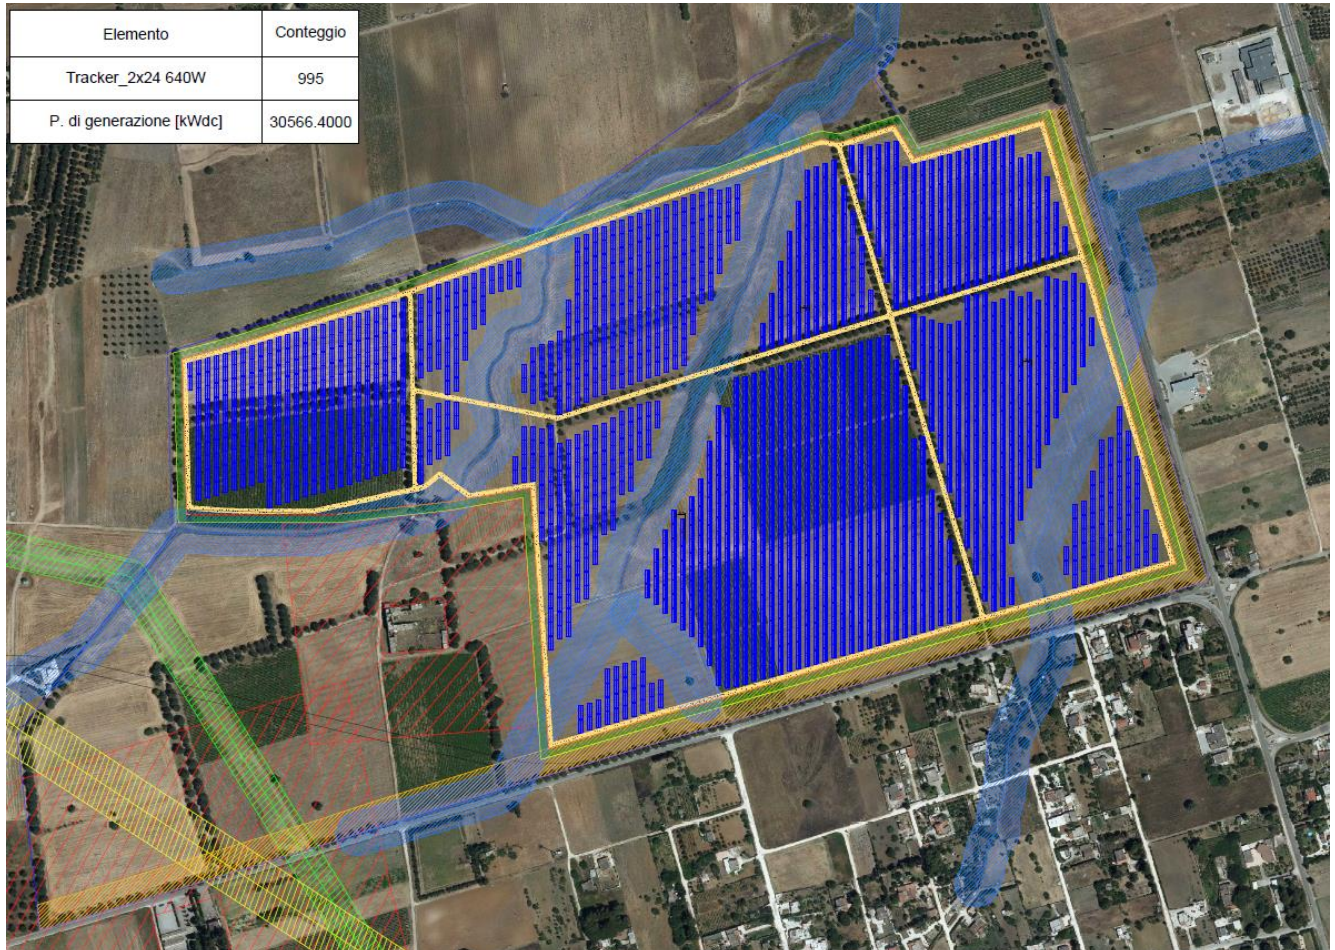 Elemento Conteggio
Tracker_2x24 640W 995
P. di generazione [kWdc] 30566.4000